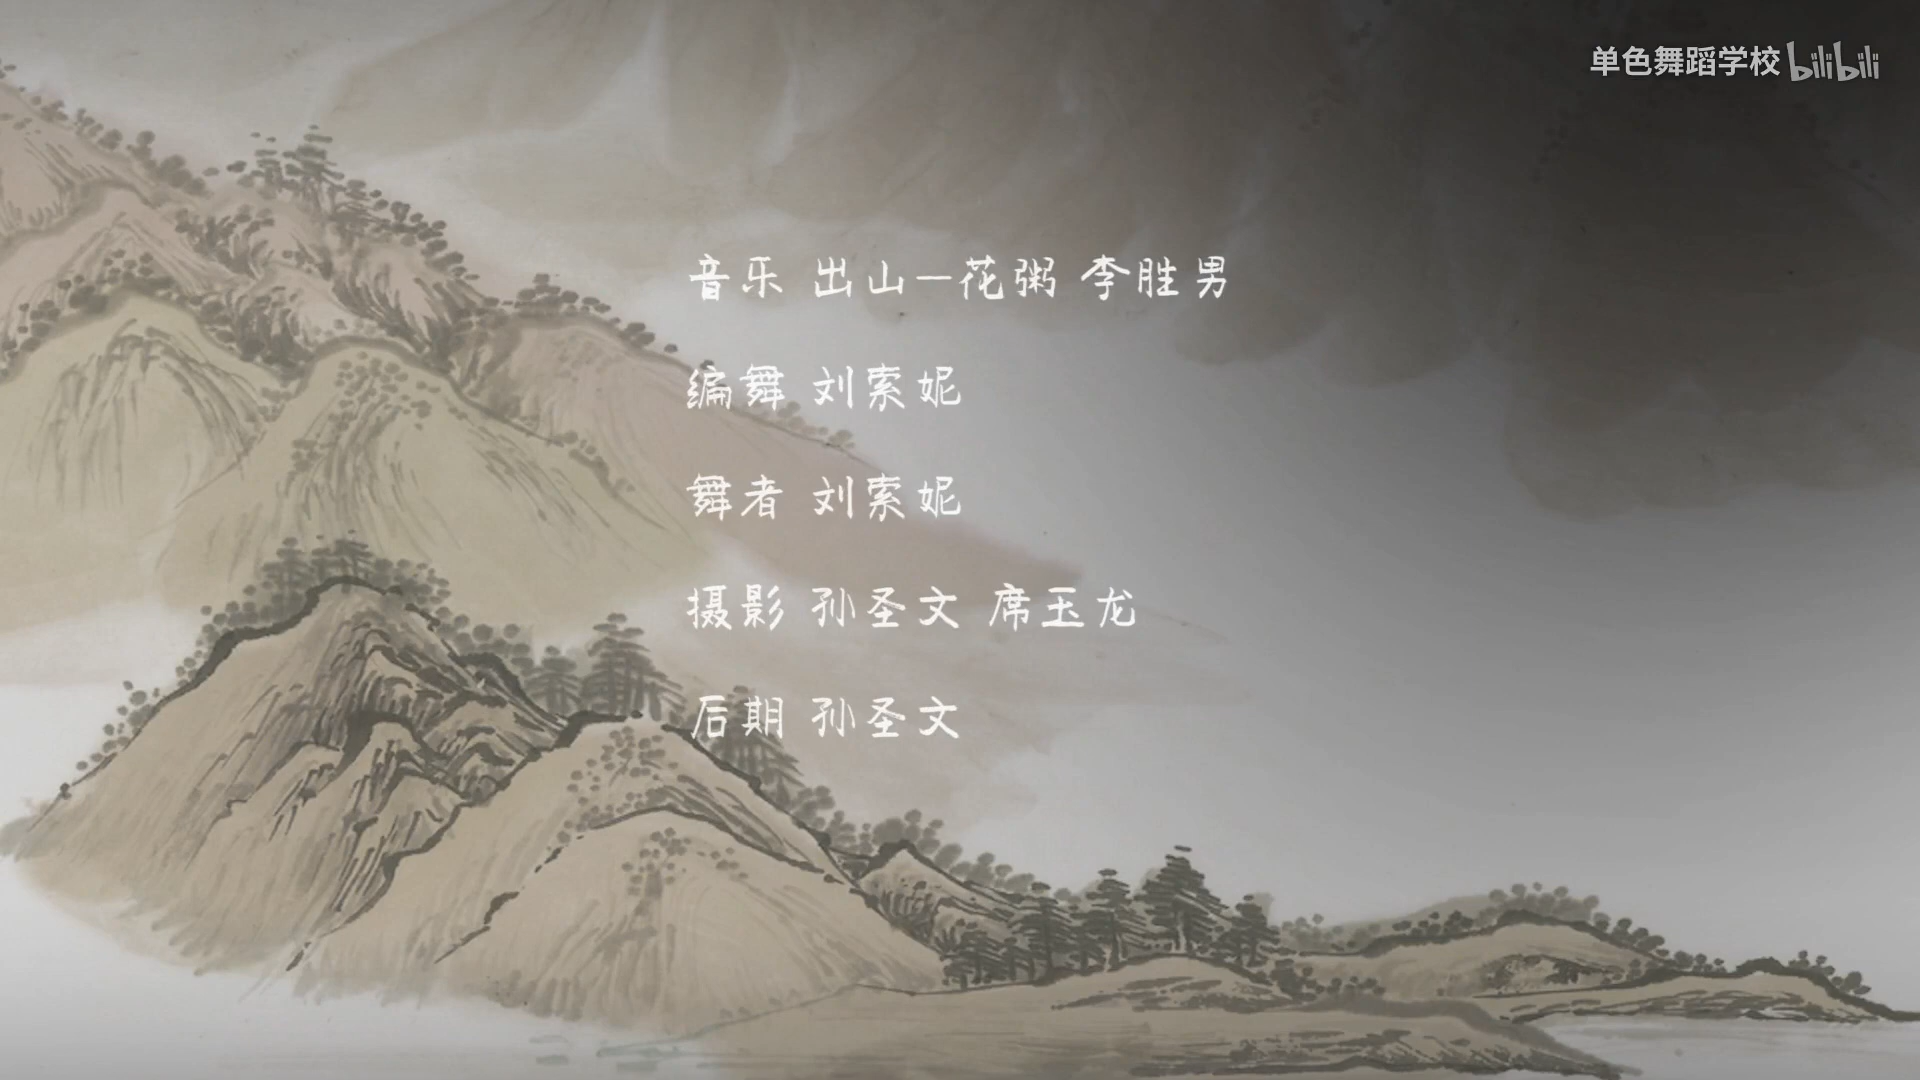 单色舞蹈学校 bilibili
音乐 出山—花粥 李胜男
编舞 刘索妮
舞者 刘索妮
摄影 孙圣文 席玉龙
后期 孙圣文